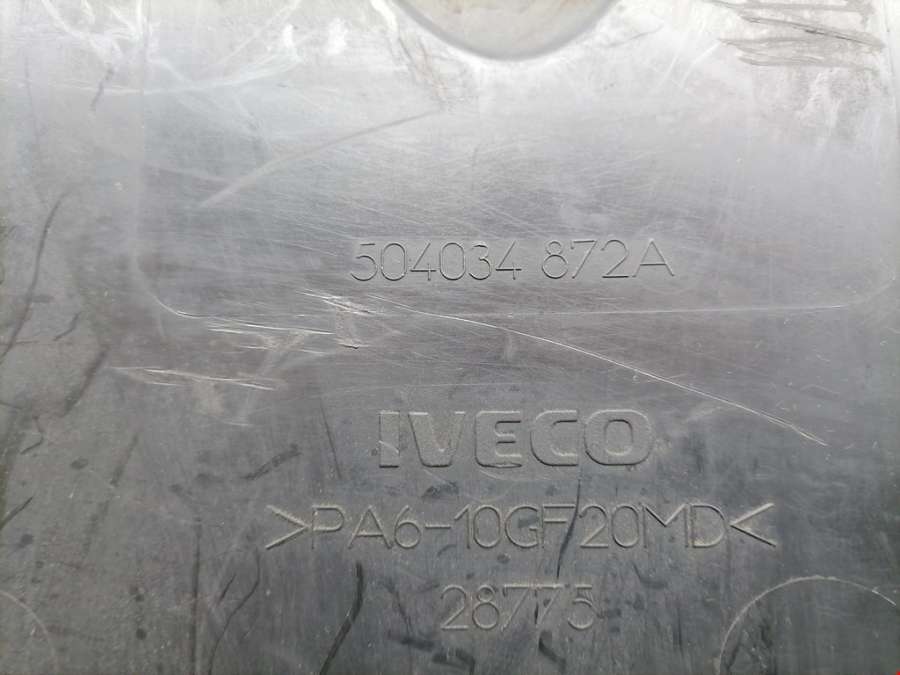 504034 872A
IVECO
>PA6-10GF20MD<
28775